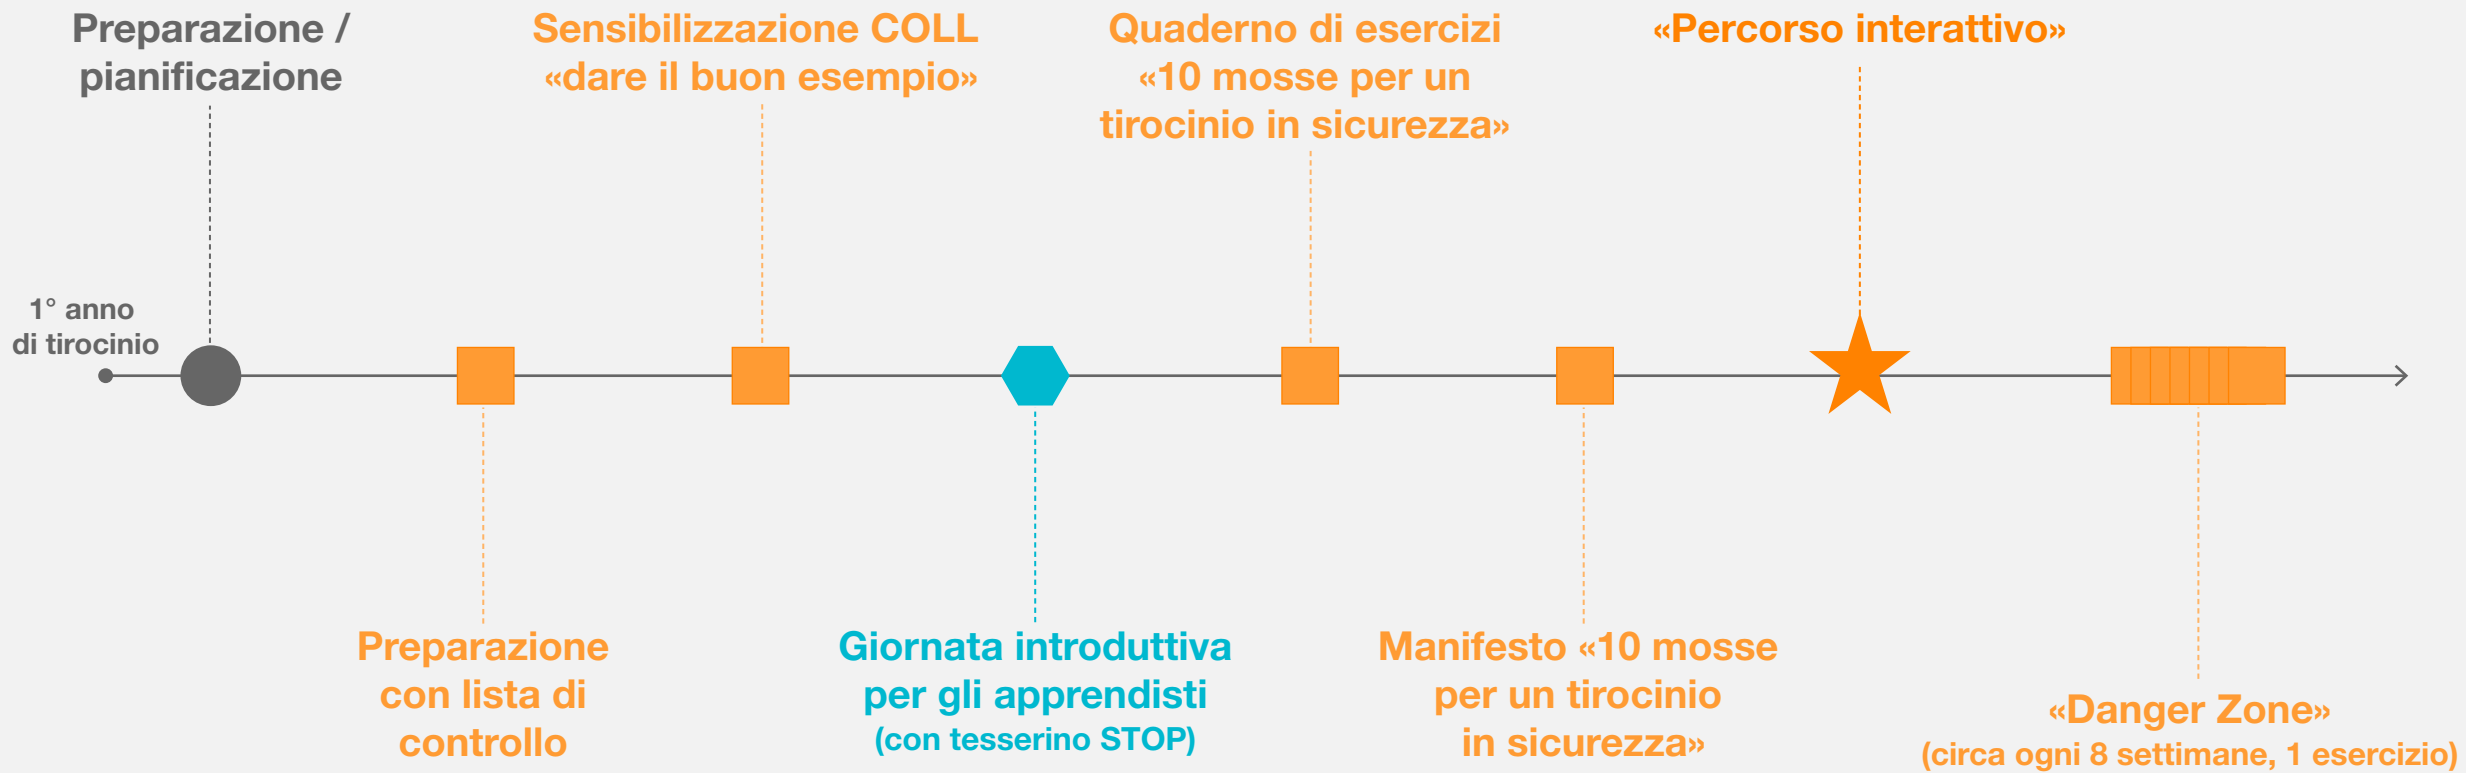 Preparazione /
pianificazione
Sensibilizzazione COLL
«dare il buon esempio»
Quaderno di esercizi
«10 mosse per un
tirocinio in sicurezza»
«Percorso interattivo»
1° anno
di tirocinio
Preparazione
con lista di
controllo
Giornata introduttiva
per gli apprendisti
(con tesserino STOP)
Manifesto «10 mosse
per un tirocinio
in sicurezza»
«Danger Zone»
(circa ogni 8 settimane, 1 esercizio)